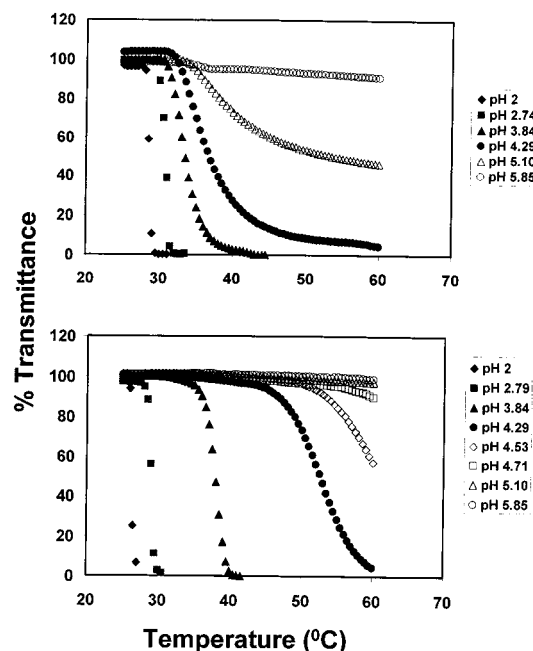 % Transmittance
120
100
80
60
40
20
0
20 30 40 50 60 70
pH 2
pH 2.74
pH 3.84
pH 4.29
pH 5.10
pH 5.85
120
100
80
60
40
20
0
20 30 40 50 60 70
pH 2
pH 2.79
pH 3.84
pH 4.29
pH 4.53
pH 4.71
pH 5.10
pH 5.85
Temperature (⁰C)